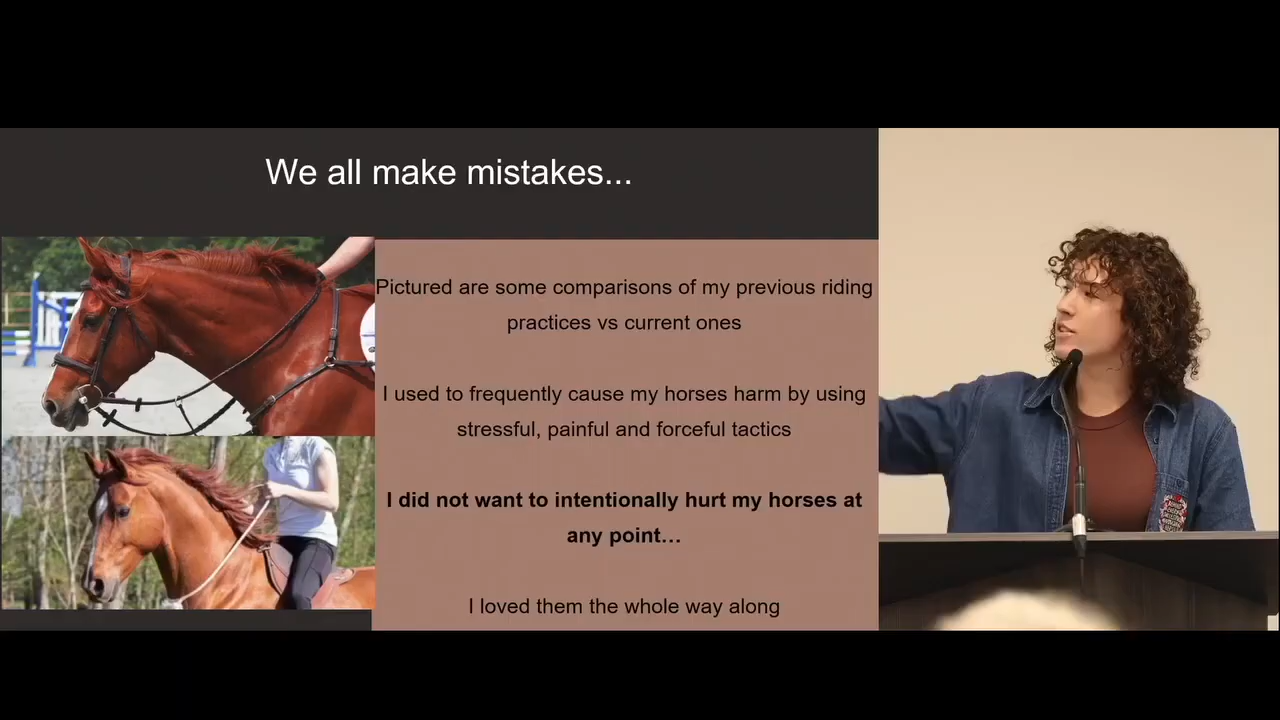 We all make mistakes...
Pictured are some comparisons of my previous riding
practices vs current ones
I used to frequently cause my horses harm by using
stressful, painful and forceful tactics
I did not want to intentionally hurt my horses at
any point...
I loved them the whole way along